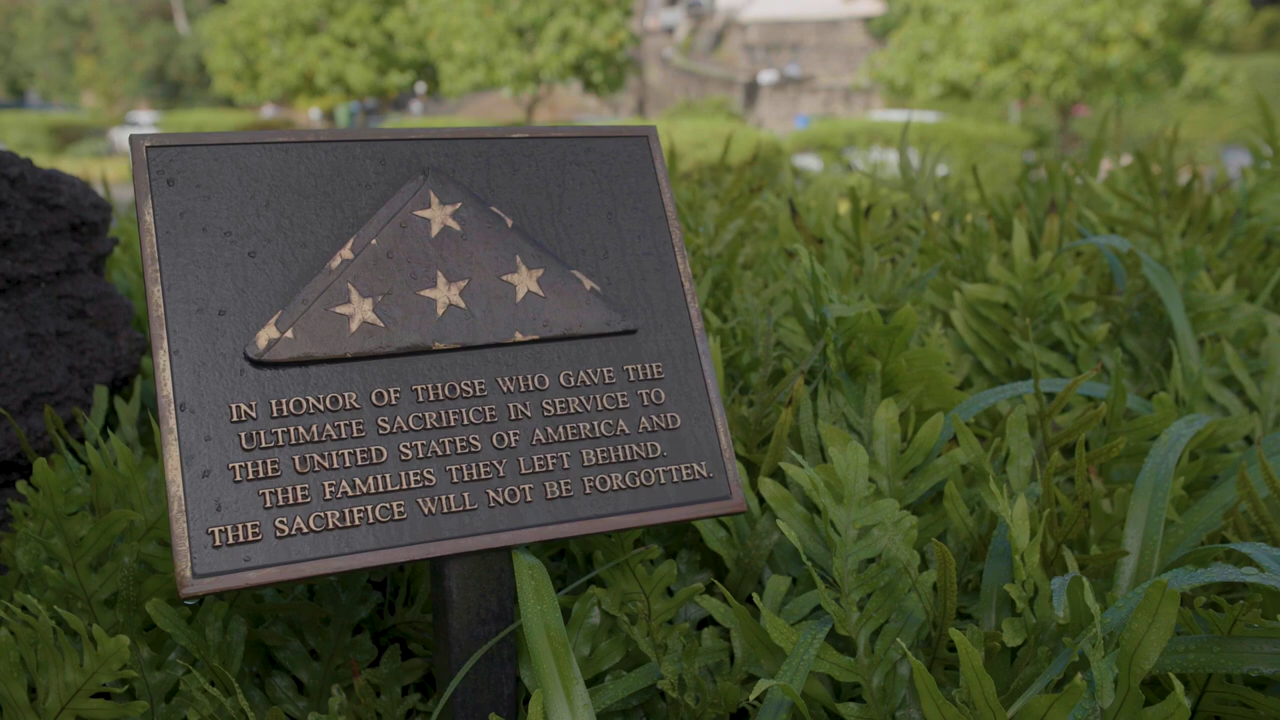 IN HONOR OF THOSE WHO GAVE THE
ULTIMATE SACRIFICE IN SERVICE TO
THE UNITED STATES OF AMERICA AND
THE FAMILIES THEY LEFT BEHIND.
THE SACRIFICE WILL NOT BE FORGOTTEN.